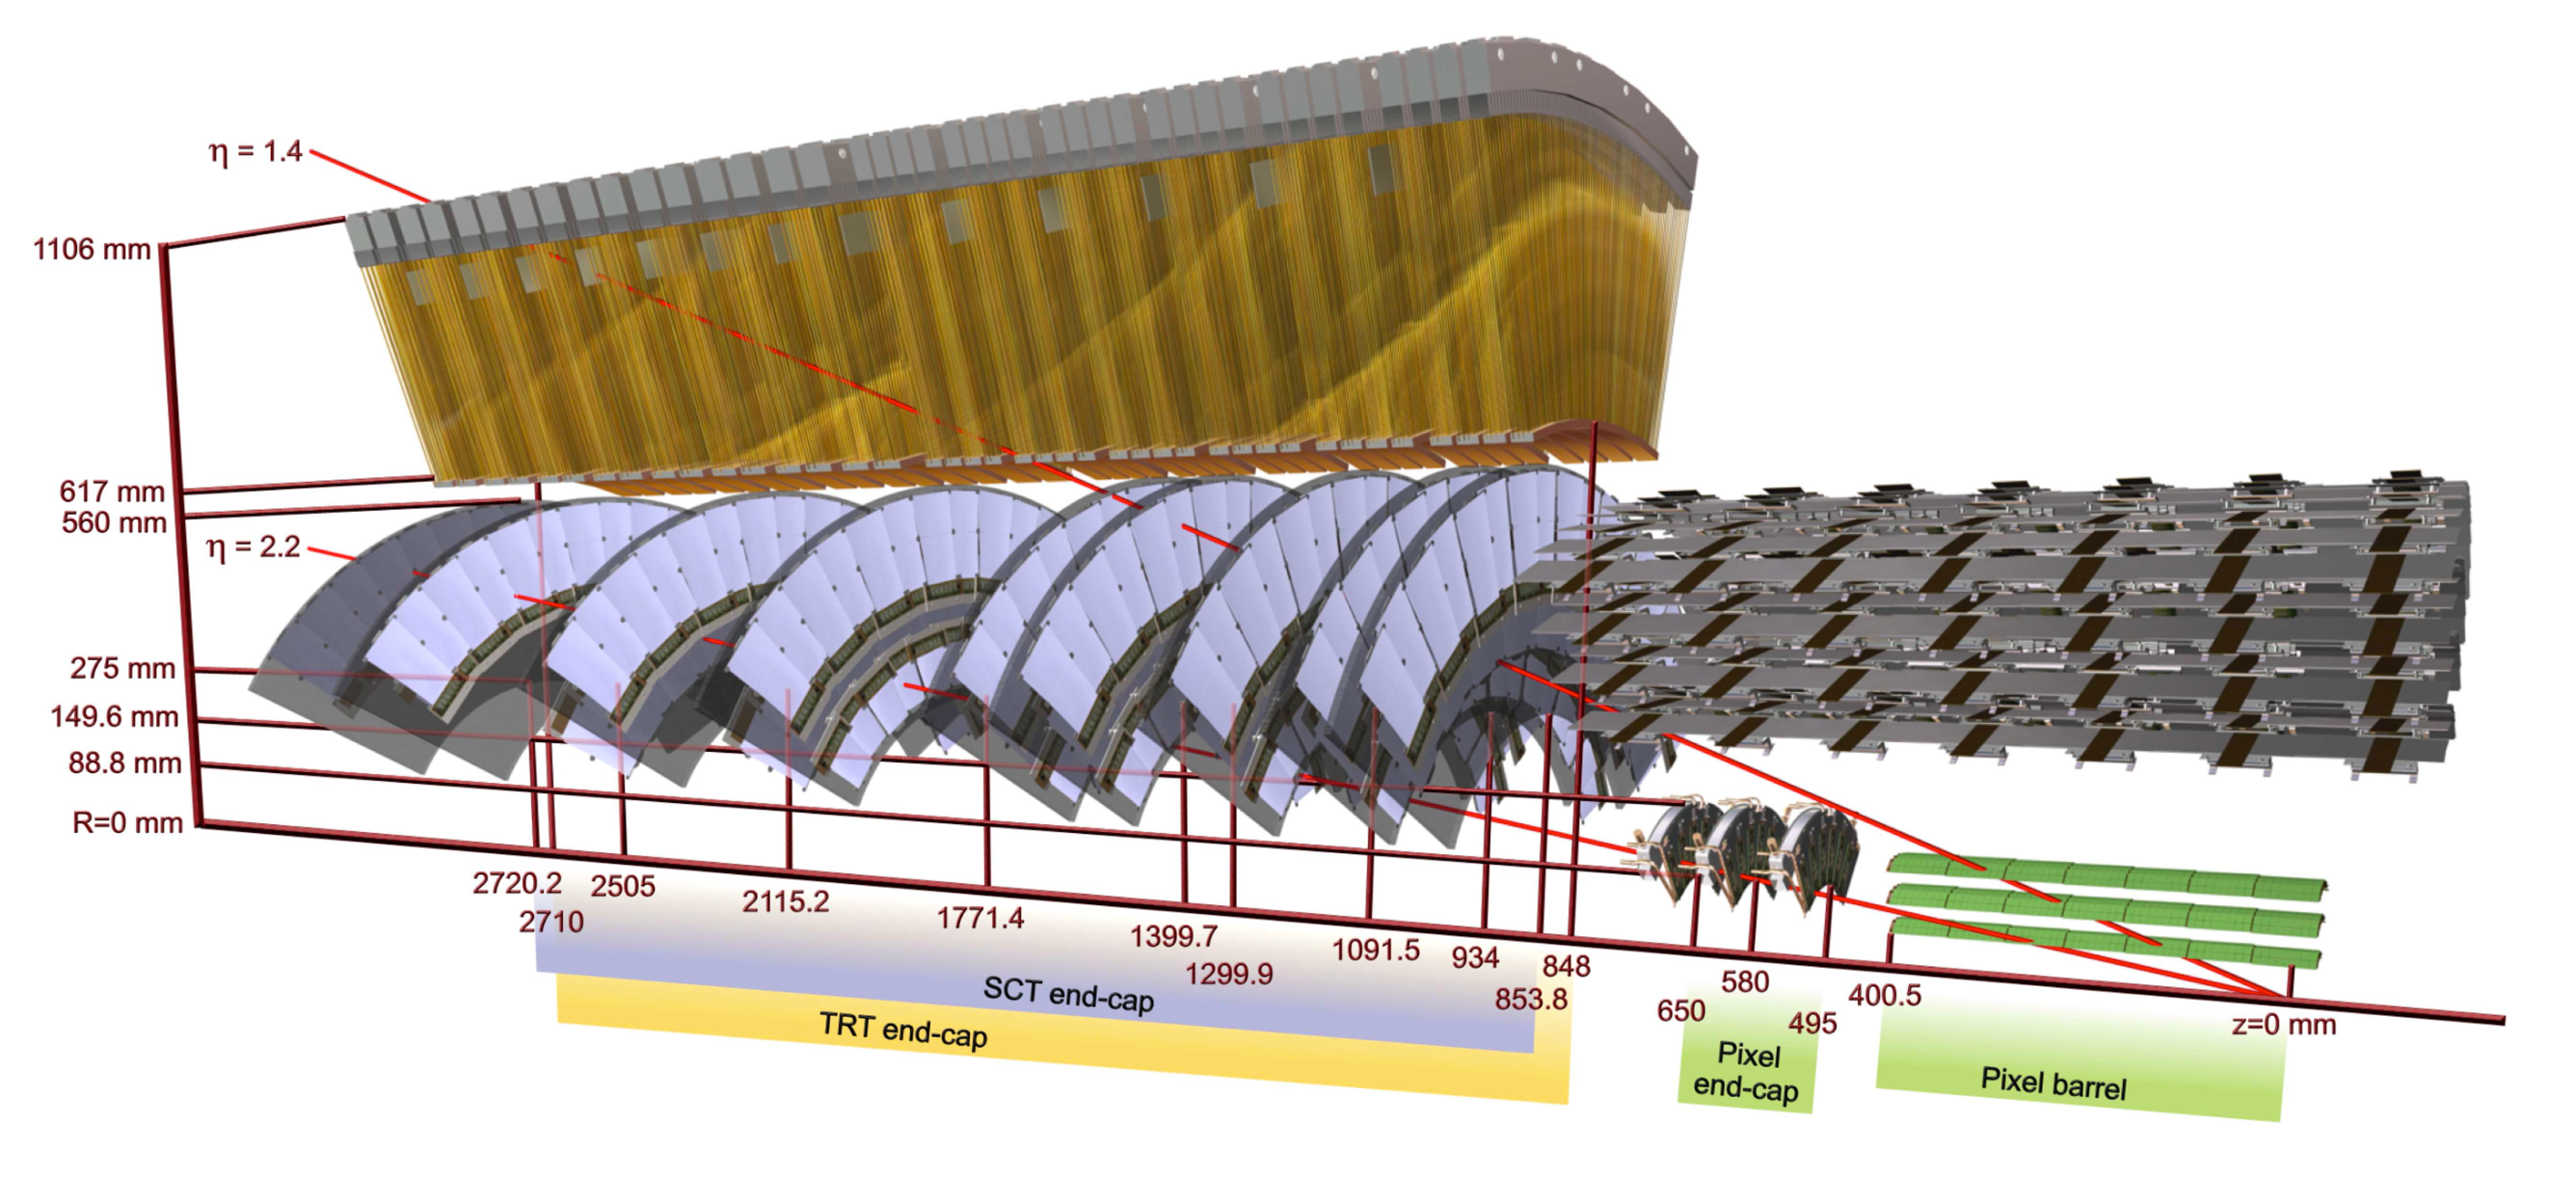 η = 1.4
1106 mm
617 mm
560 mm
η = 2.2
275 mm
149.6 mm
88.8 mm
R=0 mm
2720.2
2710
2505
2115.2
1771.4
1399.7
1299.9
1091.5
934
853.8
848
650
580
495
400.5
z=0 mm
SCT end-cap
TRT end-cap
Pixel
end-cap
Pixel barrel